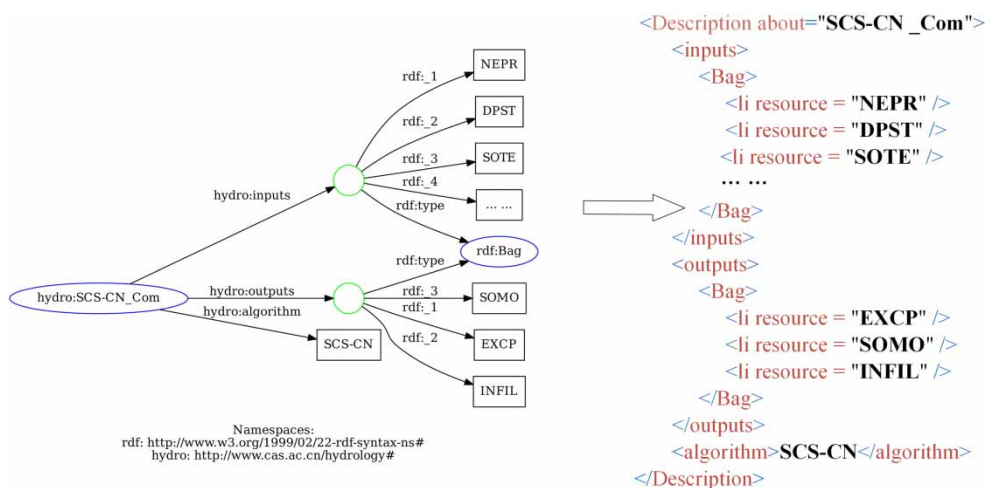 rdf:_1
NEPR
rdf:_2
DPST
rdf:_3
SOTE
rdf:_4
... ...
hydro:inputs
rdf:type
rdf:Bag
rdf:type
hydro:SCS-CN_Com
hydro:outputs
rdf:_3
SOMO
hydro:algorithm
rdf:_1
SCS-CN
EXCP
rdf:_2
INFIL
Namespaces:
rdf: http://www.w3.org/1999/02/22-rdf-syntax-ns#
hydro: http://www.cas.ac.cn/hydrology#
<Description about="SCS-CN _Com">
<inputs>
<Bag>
<li resource = "NEPR" />
<li resource = "DPST" />
<li resource = "SOTE" />
... ...
</Bag>
</inputs>
<outputs>
<Bag>
<li resource = "EXCP" />
<li resource = "SOMO" />
<li resource = "INFIL" />
</Bag>
</outputs>
<algorithm>SCS-CN</algorithm>
</Description>